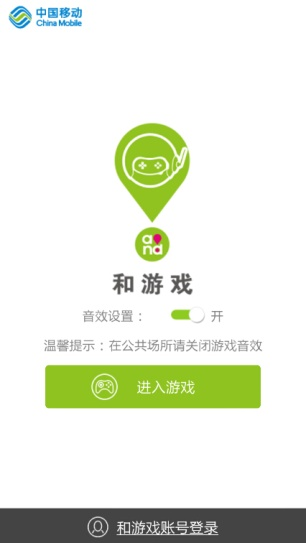 中国移动
China Mobile
and
和游戏
音效设置： 开
温馨提示：在公共场所请关闭游戏音效
进入游戏
和游戏账号登录